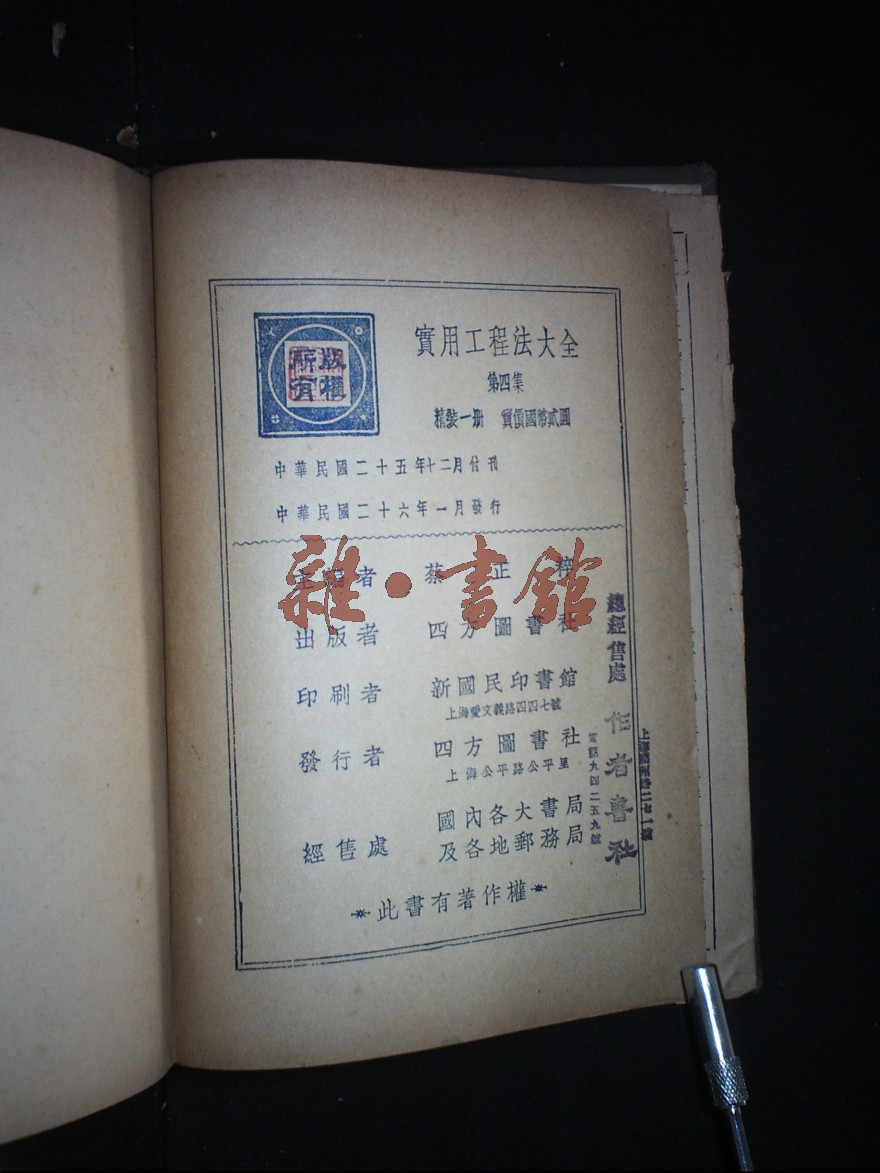 版權
所有
實用工程法大全
第四集
精裝一册 實價國幣貳圓
中華民國二十五年十二月付刊
中華民國二十六年一月發行
主編者 蔡正梓
出版者 四方圖書社
印刷者 新國民印書館
上海愛文義路四四七號
發行者 四方圖書社
上海公平路公平里
經售處 國內各大書局
及各地郵務局
此書有著作權
總經售處 作者書社
電話九四二五九號
雜·書館